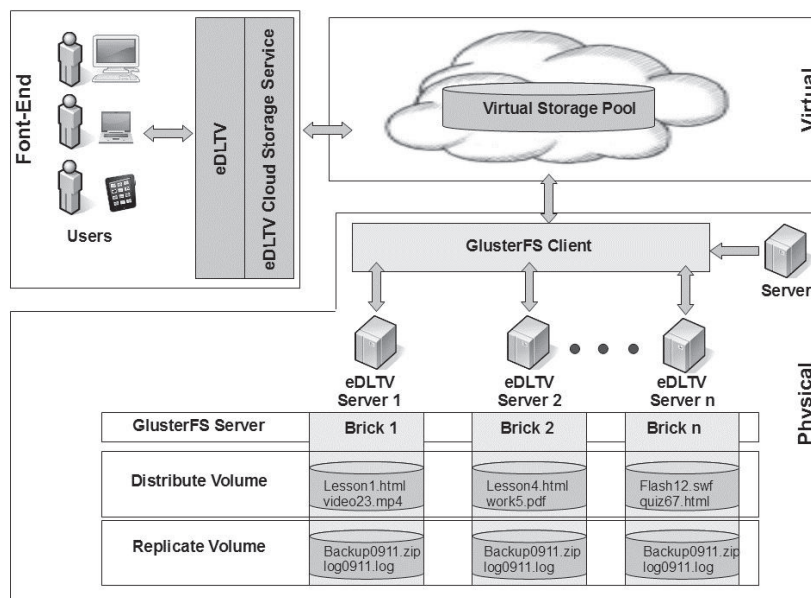 Font-End
Users
eDLTV
eDLTV Cloud Storage Service
Virtual Storage Pool
Virtual
GlusterFS Client
Server
eDLTV
Server 1
eDLTV
Server 2
eDLTV
Server n
Physical
GlusterFS Server
Brick 1
Brick 2
Brick n
Distribute Volume
Lesson1.html
video23.mp4
Lesson4.html
work5.pdf
Flash12.swf
quiz67.html
Replicate Volume
Backup0911.zip
log0911.log
Backup0911.zip
log0911.log
Backup0911.zip
log0911.log